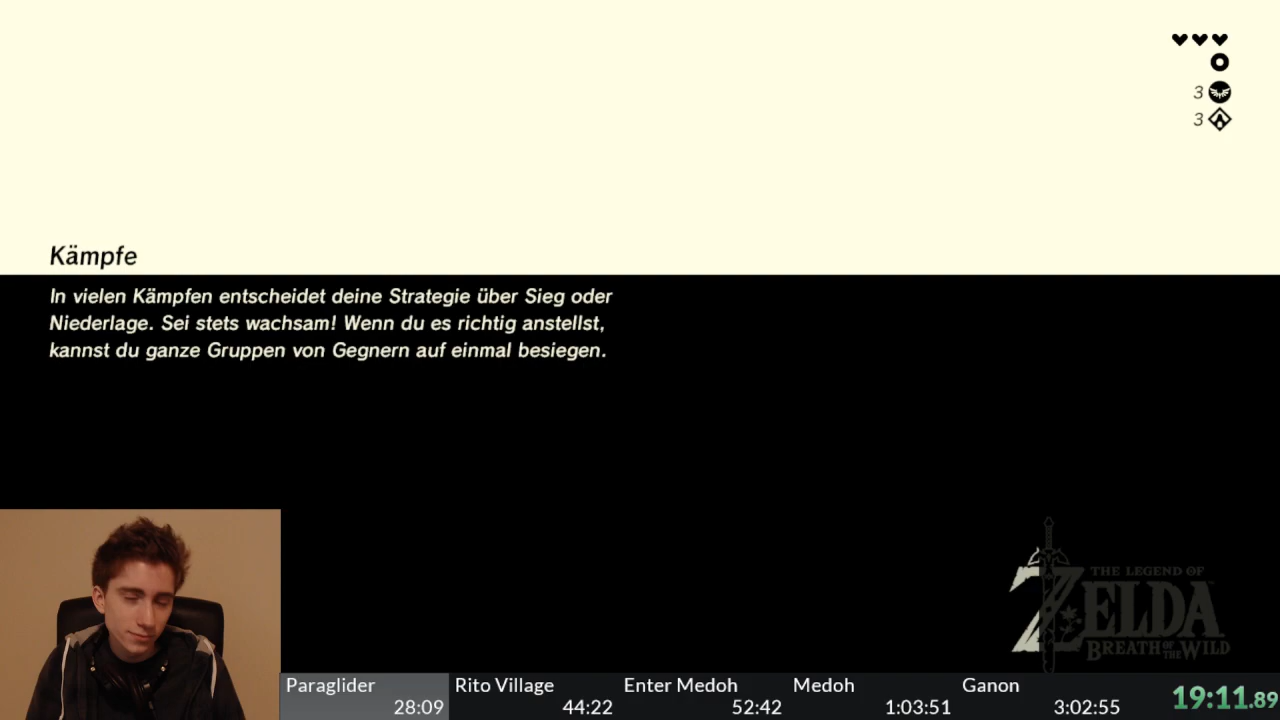 3
3
Kämpfe
In vielen Kämpfen entscheidet deine Strategie über Sieg oder
Niederlage. Sei stets wachsam! Wenn du es richtig anstellst,
kannst du ganze Gruppen von Gegnern auf einmal besiegen.
THE LEGEND OF
ZELDA
BREATH OF THE WILD
Paraglider Rito Village Enter Medoh Medoh Ganon
28:09 44:22 52:42 1:03:51 3:02:55 19:11.89